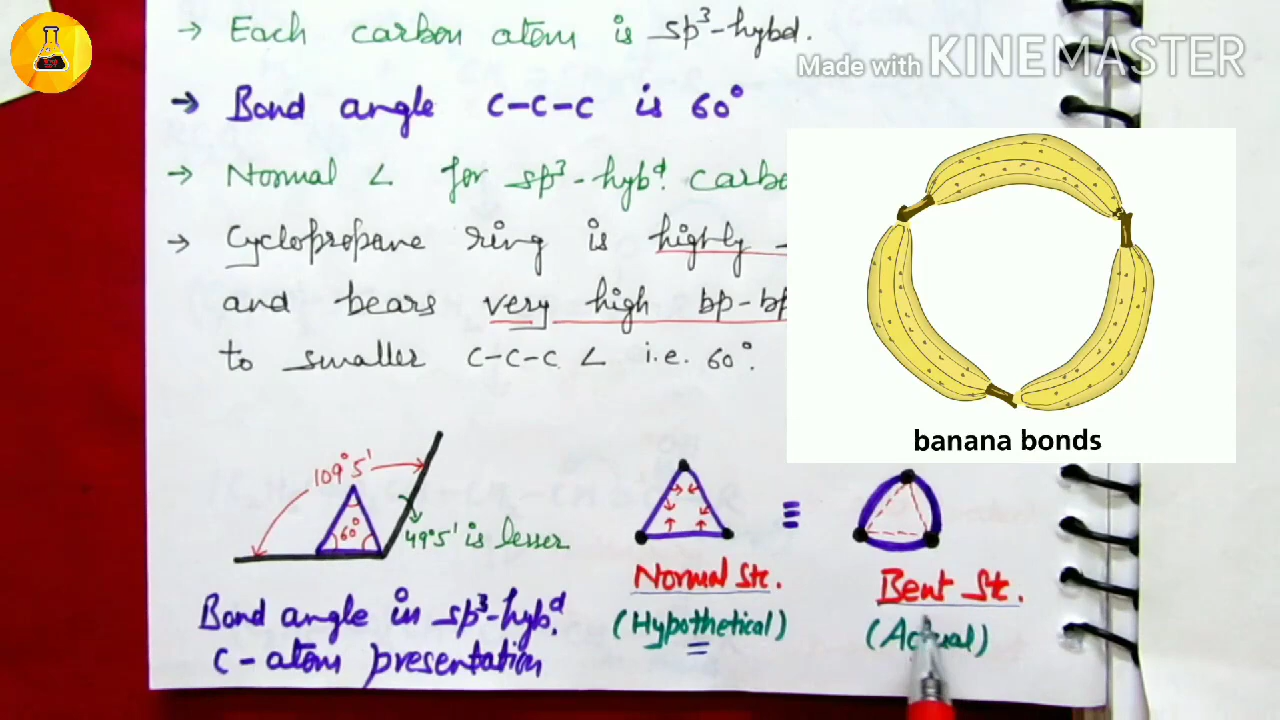 → Each carbon atom is sp³-hybd.
Made with KINEMASTER
→ Bond angle C-C-C is 60°
→ Normal ∠ for sp³-hybd. carbo
→ Cyclopropane ring is highly
and bears very high bp-bp
to smaller C-C-C ∠ i.e. 60°.
banana bonds
109°5'
60°
49°5' is lesser
≡
Normal Str.
(Hypothetical)
Bent St.
(Actual)
Bond angle in sp³-hybd.
C-atom presentation